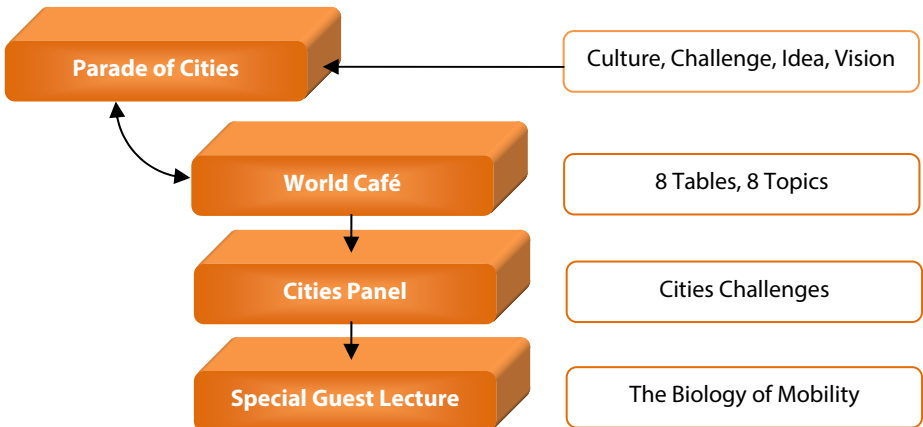 Parade of Cities
Culture, Challenge, Idea, Vision
World Café
8 Tables, 8 Topics
Cities Panel
Cities Challenges
Special Guest Lecture
The Biology of Mobility